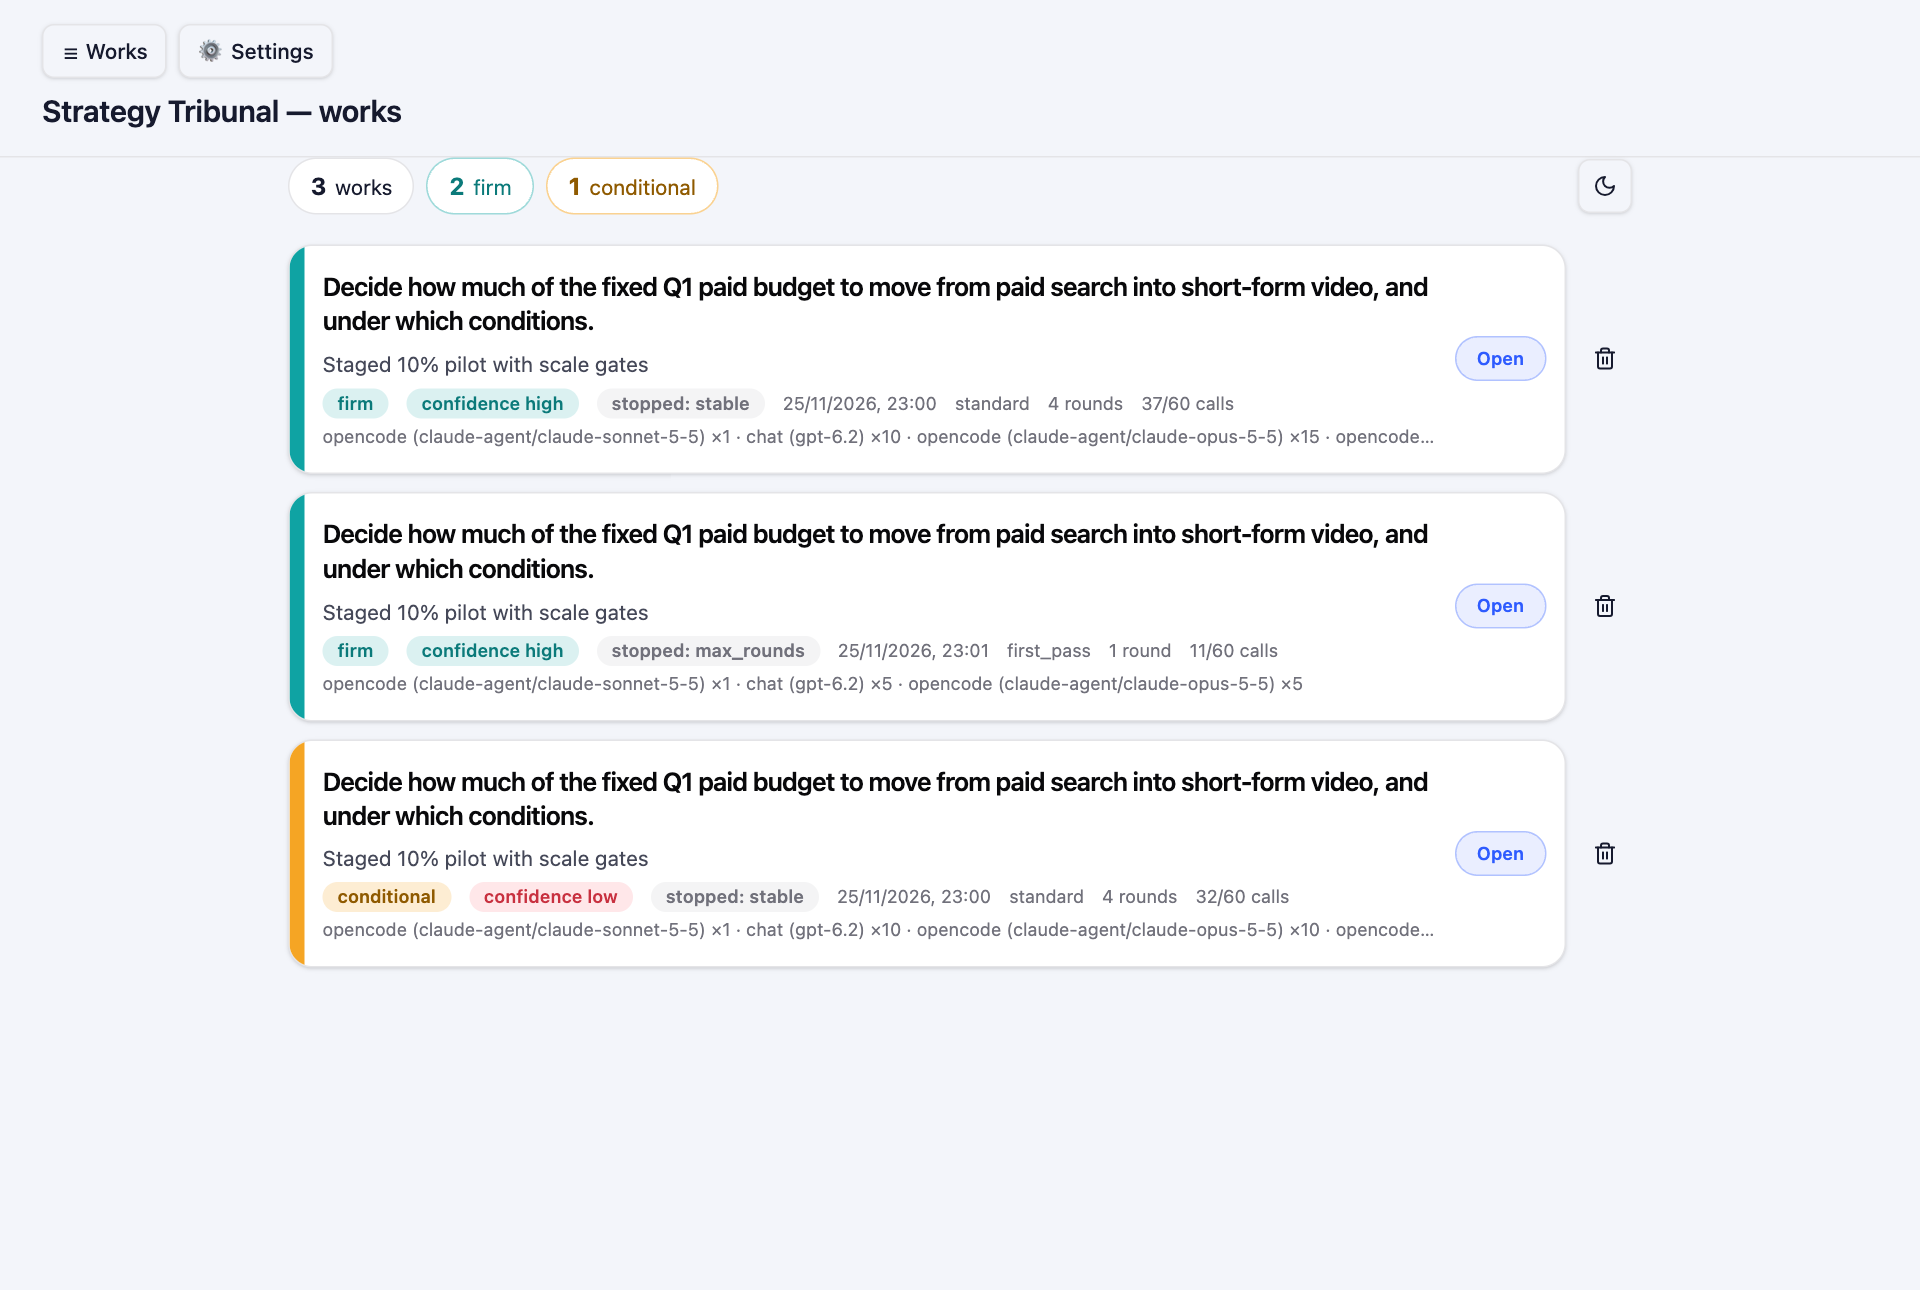 ≡ Works
Settings
Strategy Tribunal — works
3 works
2 firm
1 conditional
Decide how much of the fixed Q1 paid budget to move from paid search into short-form video, and
under which conditions.
Staged 10% pilot with scale gates
firm confidence high stopped: stable 25/11/2026, 23:00 standard 4 rounds 37/60 calls
opencode (claude-agent/claude-sonnet-5-5) ×1 · chat (gpt-6.2) ×10 · opencode (claude-agent/claude-opus-5-5) ×15 · opencode…
Open
Decide how much of the fixed Q1 paid budget to move from paid search into short-form video, and
under which conditions.
Staged 10% pilot with scale gates
firm confidence high stopped: max_rounds 25/11/2026, 23:01 first_pass 1 round 11/60 calls
opencode (claude-agent/claude-sonnet-5-5) ×1 · chat (gpt-6.2) ×5 · opencode (claude-agent/claude-opus-5-5) ×5
Open
Decide how much of the fixed Q1 paid budget to move from paid search into short-form video, and
under which conditions.
Staged 10% pilot with scale gates
conditional confidence low stopped: stable 25/11/2026, 23:00 standard 4 rounds 32/60 calls
opencode (claude-agent/claude-sonnet-5-5) ×1 · chat (gpt-6.2) ×10 · opencode (claude-agent/claude-opus-5-5) ×10 · opencode…
Open